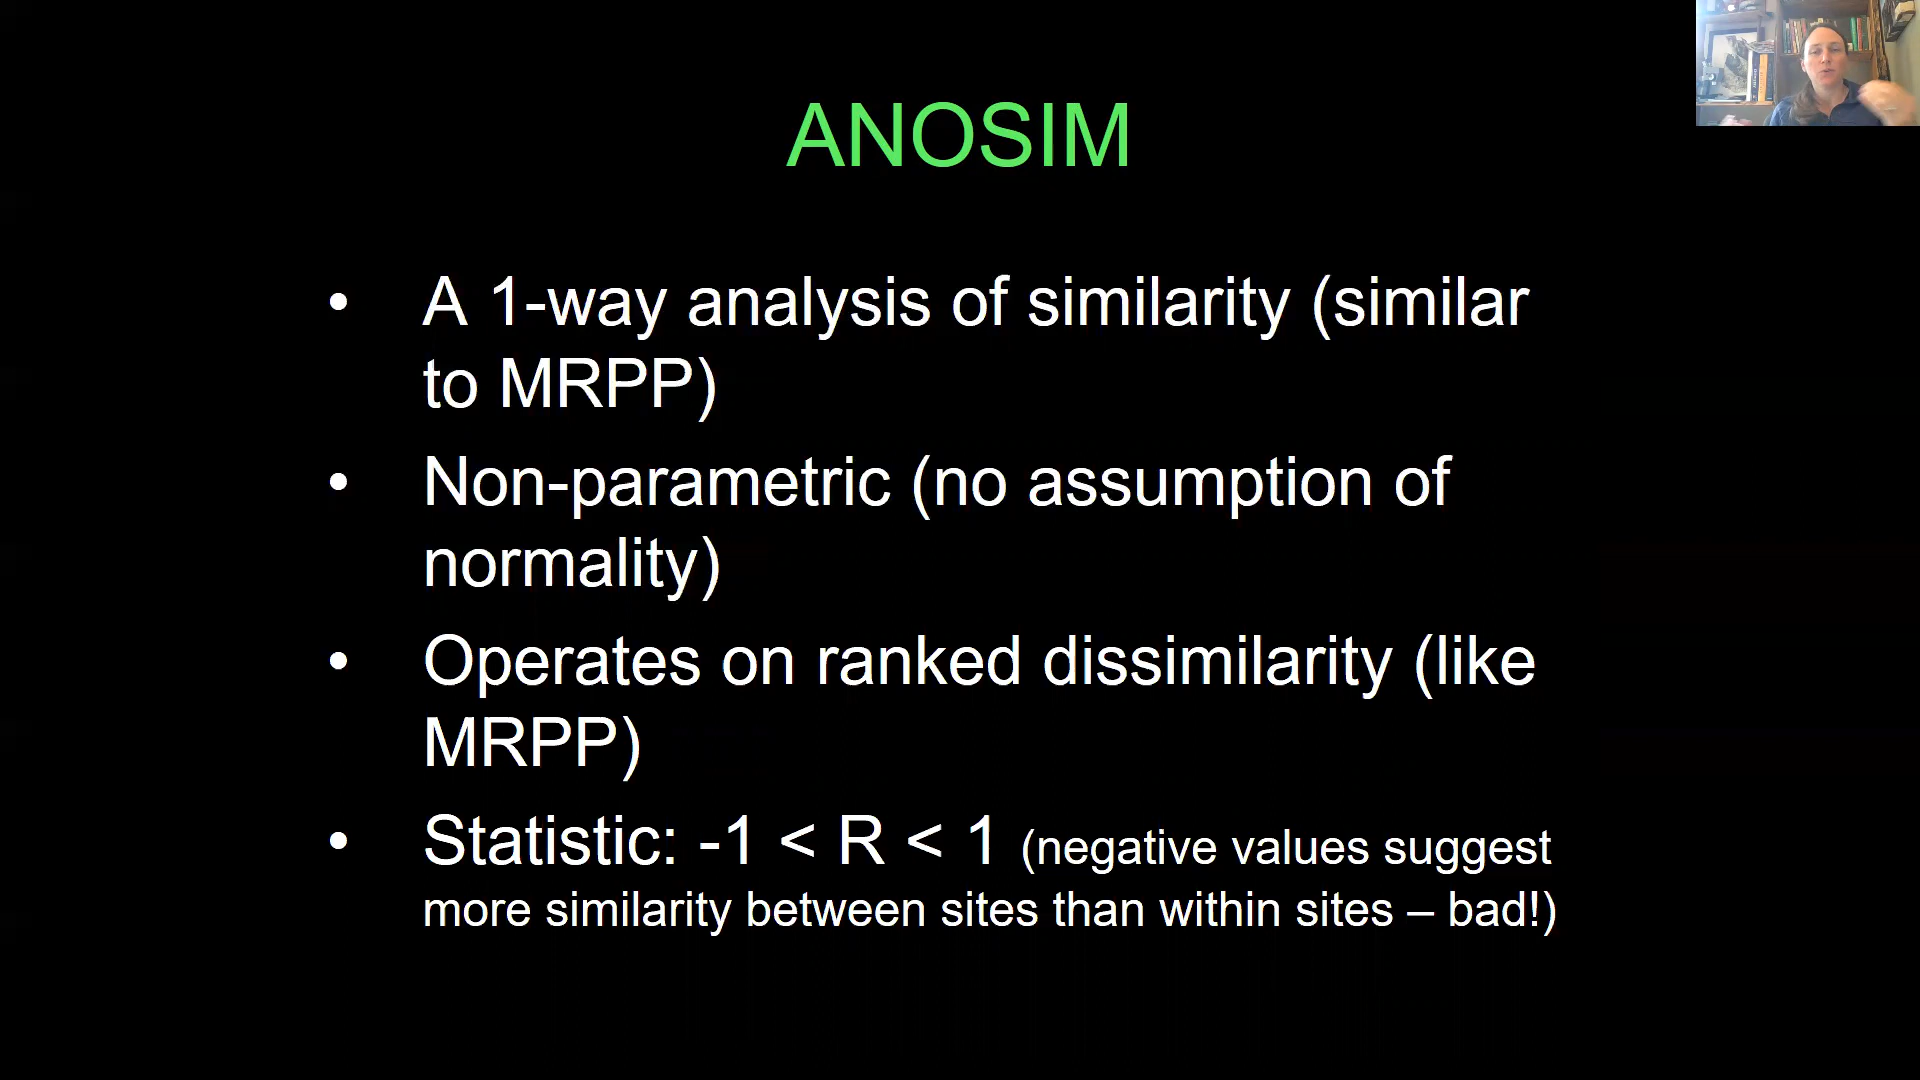 ANOSIM
• A 1-way analysis of similarity (similar
to MRPP)
• Non-parametric (no assumption of
normality)
• Operates on ranked dissimilarity (like
MRPP)
• Statistic: -1 < R < 1 (negative values suggest
more similarity between sites than within sites – bad!)